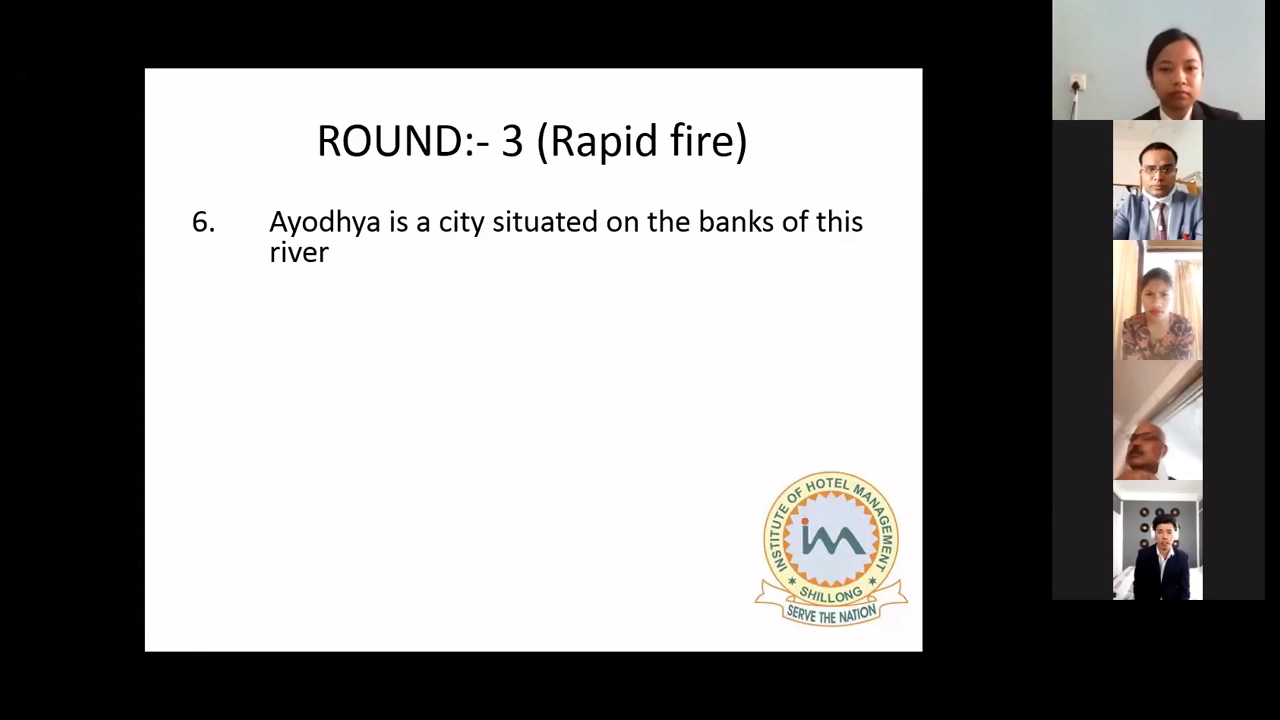 ROUND:- 3 (Rapid fire)
6. Ayodhya is a city situated on the banks of this
river
INSTITUTE OF HOTEL MANAGEMENT
im
SHILLONG
SERVE THE NATION